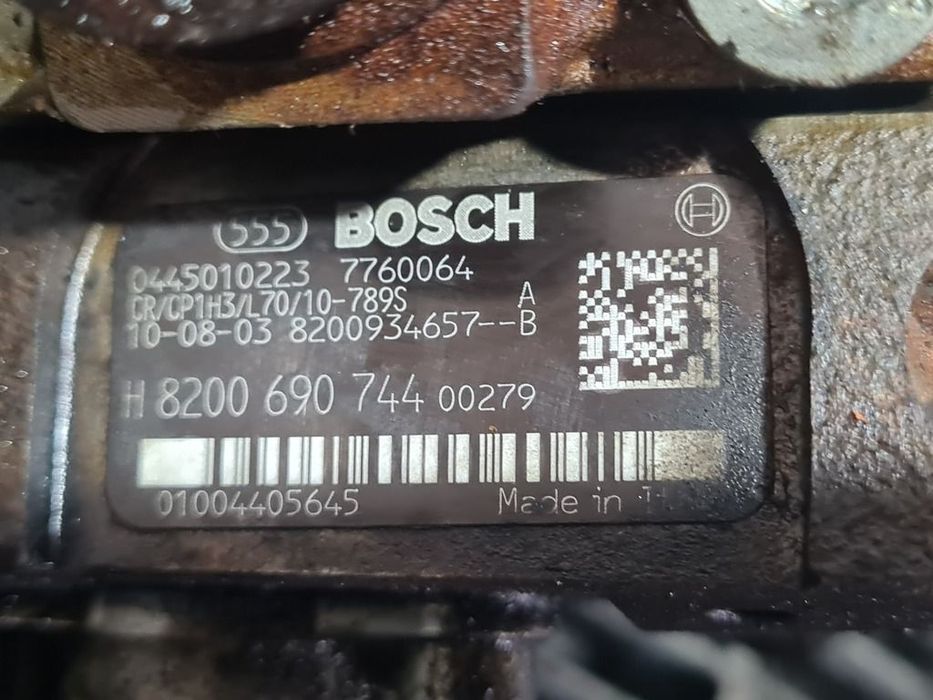 555 BOSCH
0445010223 7760064
CR/CP1H3/L70/10-789S A
10-08-03 8200934657--B
H 8200 690 744 00279
01004405645 Made in